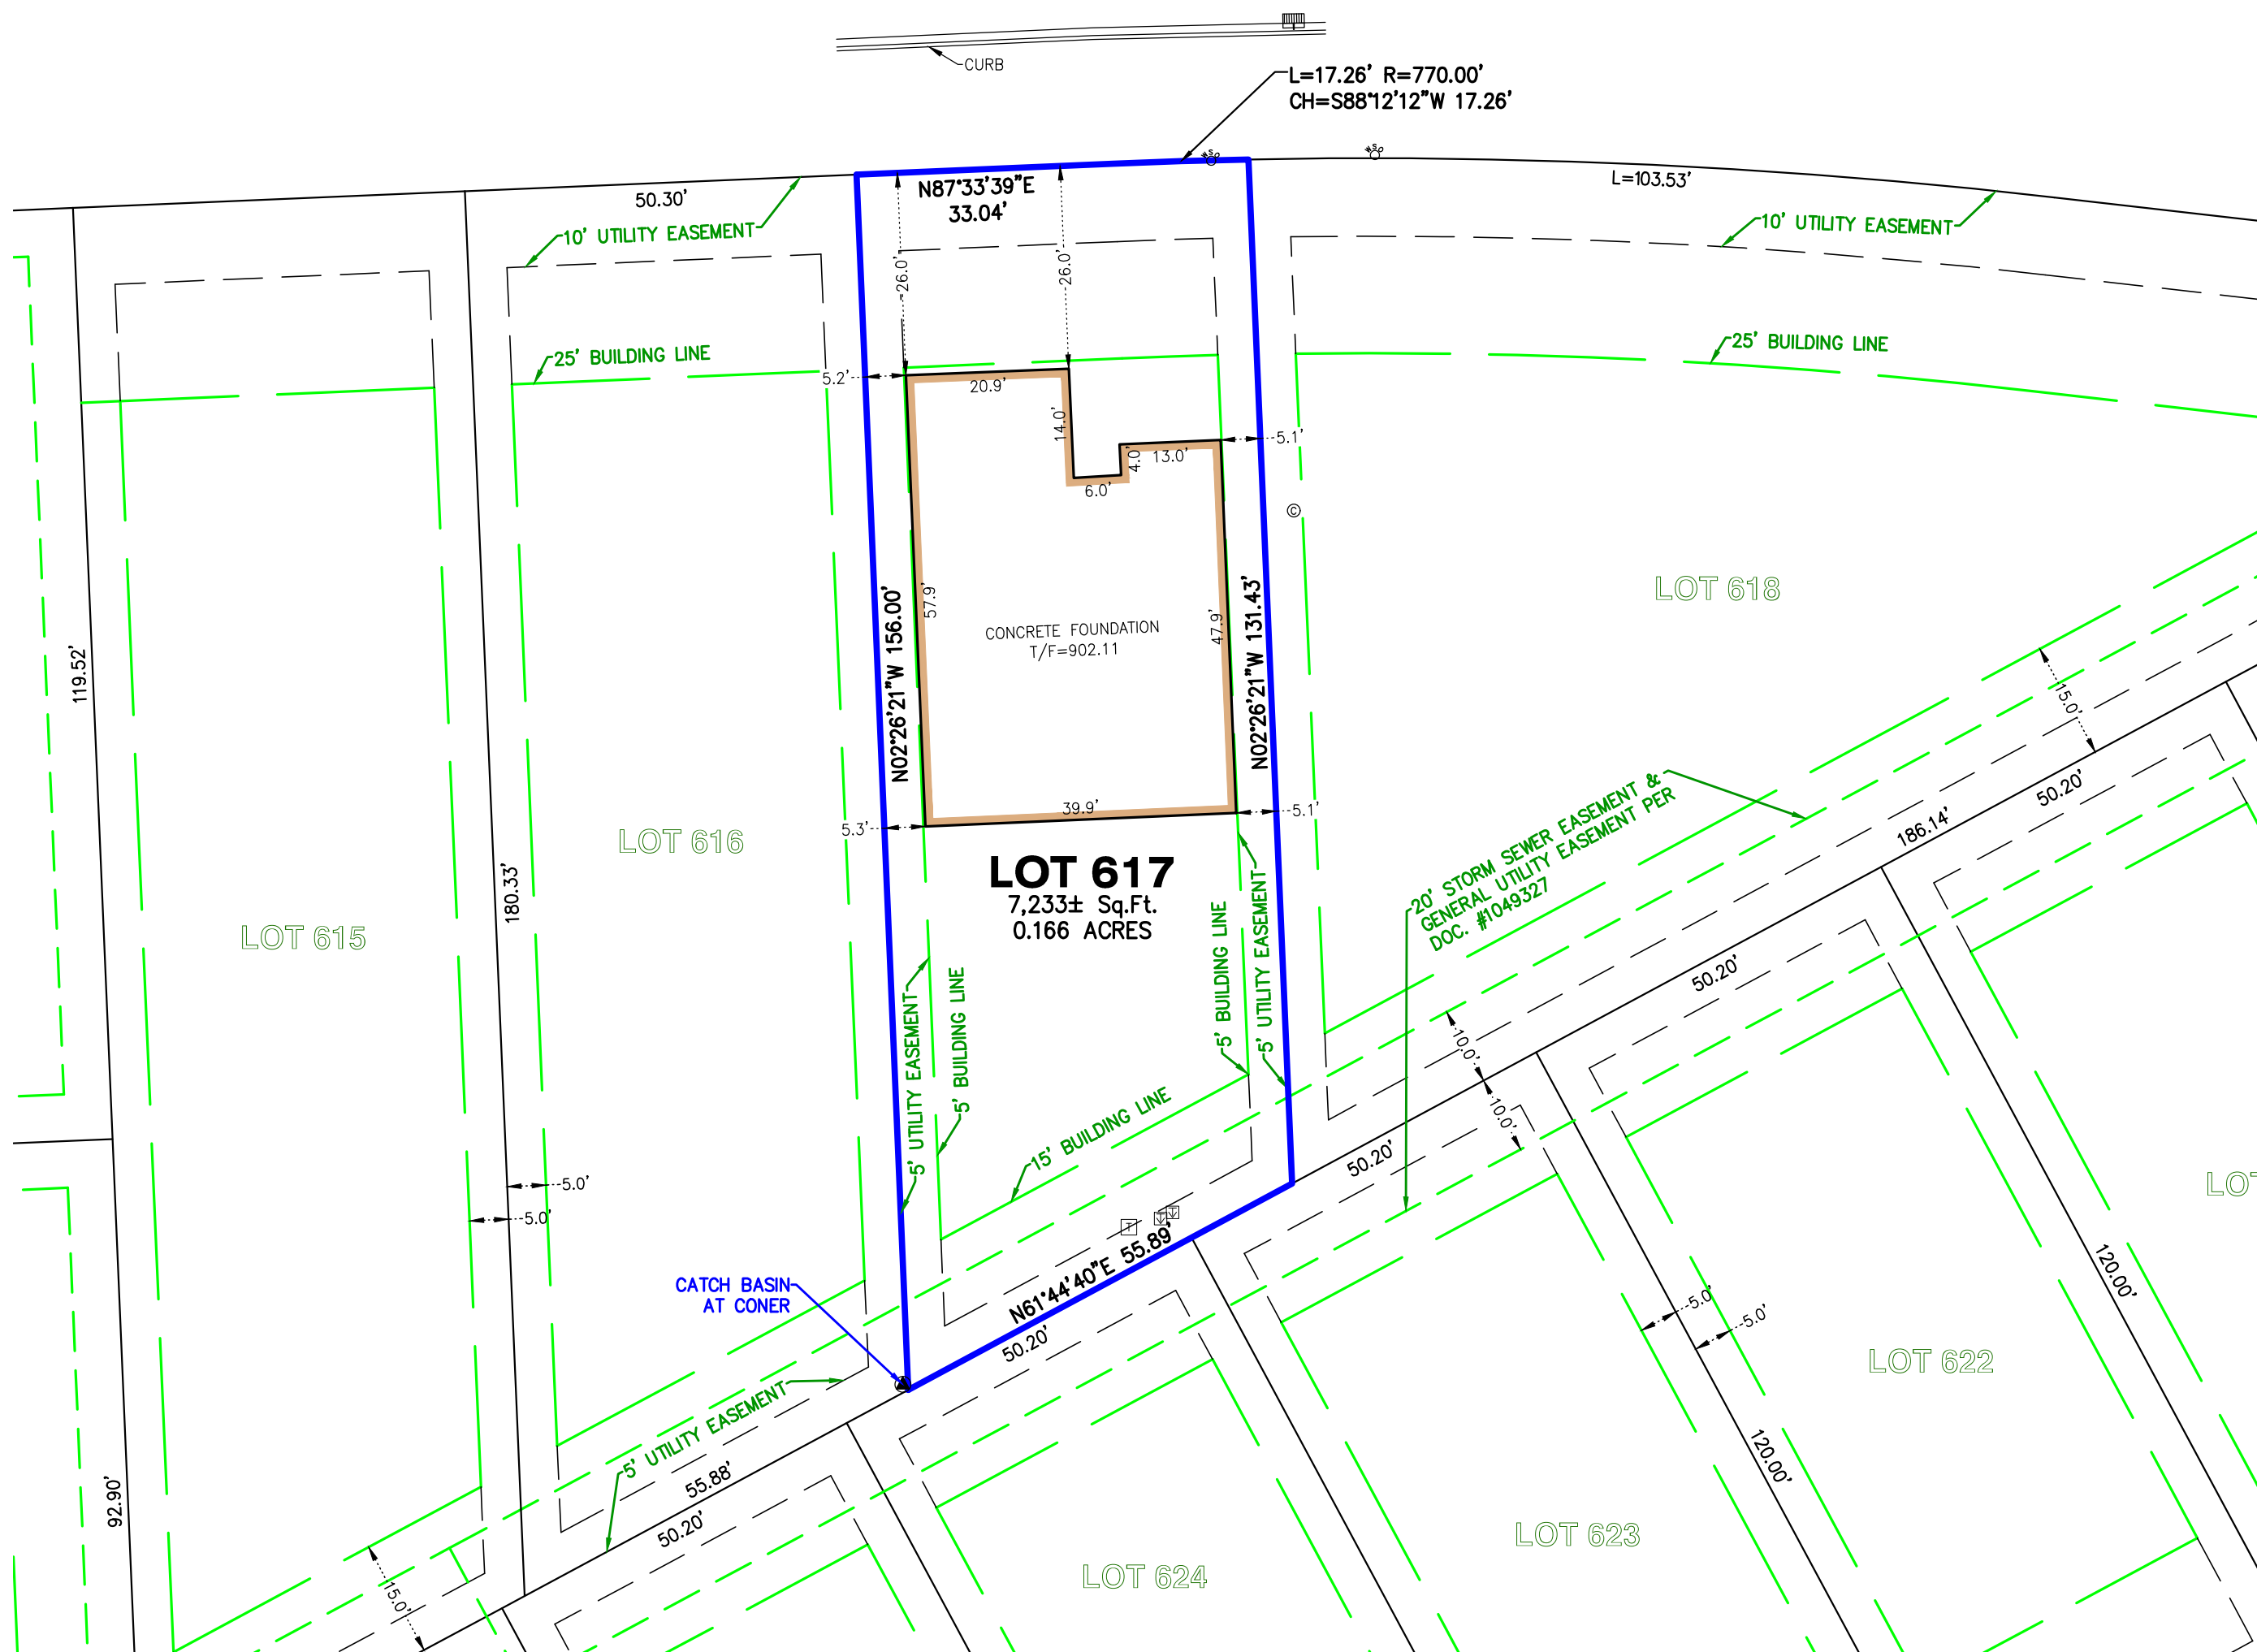 CURB
L=17.26' R=770.00'
CH=S88°12'12"W 17.26'
L=103.53'
50.30'
N87°33'39"E
33.04'
10' UTILITY EASEMENT
10' UTILITY EASEMENT
26.0'
26.0'
25' BUILDING LINE
25' BUILDING LINE
5.2'
20.9'
14.0'
4.0'
13.0'
5.1'
6.0'
©
57.9'
47.9'
CONCRETE FOUNDATION
T/F=902.11
N02°26'21"W 156.00'
N02°26'21"W 131.43'
LOT 618
119.52'
15.0'
39.9'
5.3'
5.1'
LOT 616
180.33'
LOT 617
7,233± Sq.Ft.
0.166 ACRES
LOT 615
20' STORM SEWER EASEMENT &
GENERAL UTILITY EASEMENT PER
DOC. #1049327
50.20'
186.14'
50.20'
5' UTILITY EASEMENT
5' BUILDING LINE
5' BUILDING LINE
5' UTILITY EASEMENT
10.0'
10.0'
15' BUILDING LINE
50.20'
5.0'
5.0'
LOT
T
N61°44'40"E 55.89'
50.20'
CATCH BASIN
AT CONER
120.00'
5.0'
5.0'
LOT 622
5' UTILITY EASEMENT
55.88'
50.20'
92.90'
120.00'
15.0'
LOT 624
LOT 623